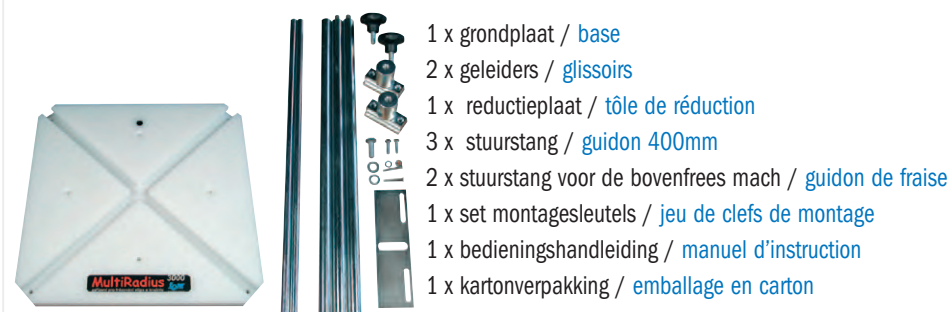 1 x grondplaat / base
2 x geleiders / glissoirs
1 x reductieplaat / tôle de réduction
3 x stuurstang / guidon 400mm
2 x stuurstang voor de bovenfrees mach / guidon de fraise
1 x set montagesleutels / jeu de clefs de montage
1 x bedieningshandleiding / manuel d'instruction
1 x kartonverpakking / emballage en carton
MultiRadius 3000